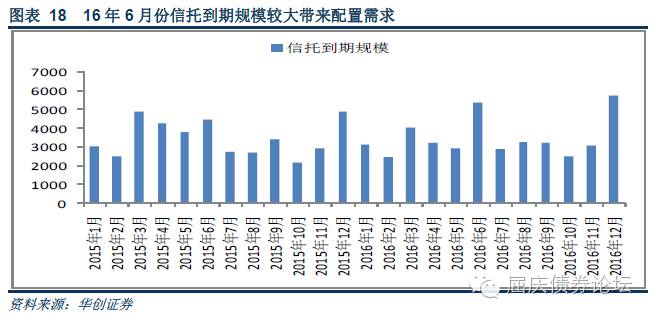 图表 18 16 年 6 月份信托到期规模较大带来配置需求
信托到期规模
7000
6000
5000
4000
3000
2000
1000
0
2015年1月
2015年2月
2015年3月
2015年4月
2015年5月
2015年6月
2015年7月
2015年8月
2015年9月
2015年10月
2015年11月
2015年12月
2016年1月
2016年2月
2016年3月
2016年4月
2016年5月
2016年6月
2016年7月
2016年8月
2016年9月
2016年10月
2016年11月
2016年12月
屈庆债券论坛
资料来源：华创证券